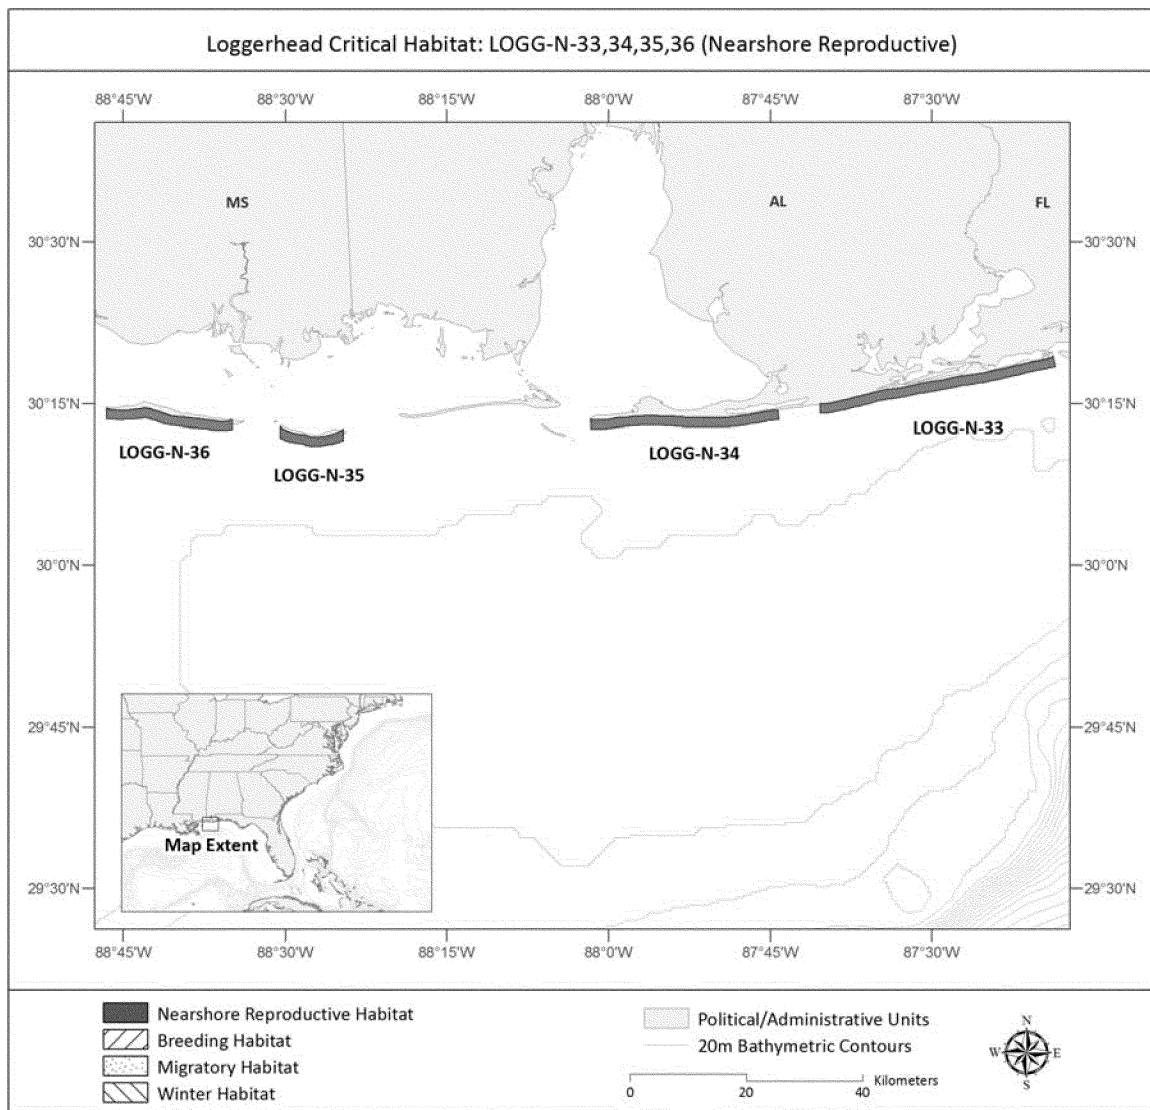 Loggerhead Critical Habitat: LOGG-N-33,34,35,36 (Nearshore Reproductive)
88°45'W 88°30'W 88°15'W 88°0'W 87°45'W 87°30'W
MS AL FL
30°30'N 30°30'N
30°15'N 30°15'N
LOGG-N-33
LOGG-N-36 LOGG-N-34
LOGG-N-35
30°0'N 30°0'N
29°45'N 29°45'N
Map Extent
29°30'N 29°30'N
88°45'W 88°30'W 88°15'W 88°0'W 87°45'W 87°30'W
Nearshore Reproductive Habitat
Breeding Habitat
Migratory Habitat
Winter Habitat
Political/Administrative Units
20m Bathymetric Contours
Kilometers
0 20 40
N
W E
S